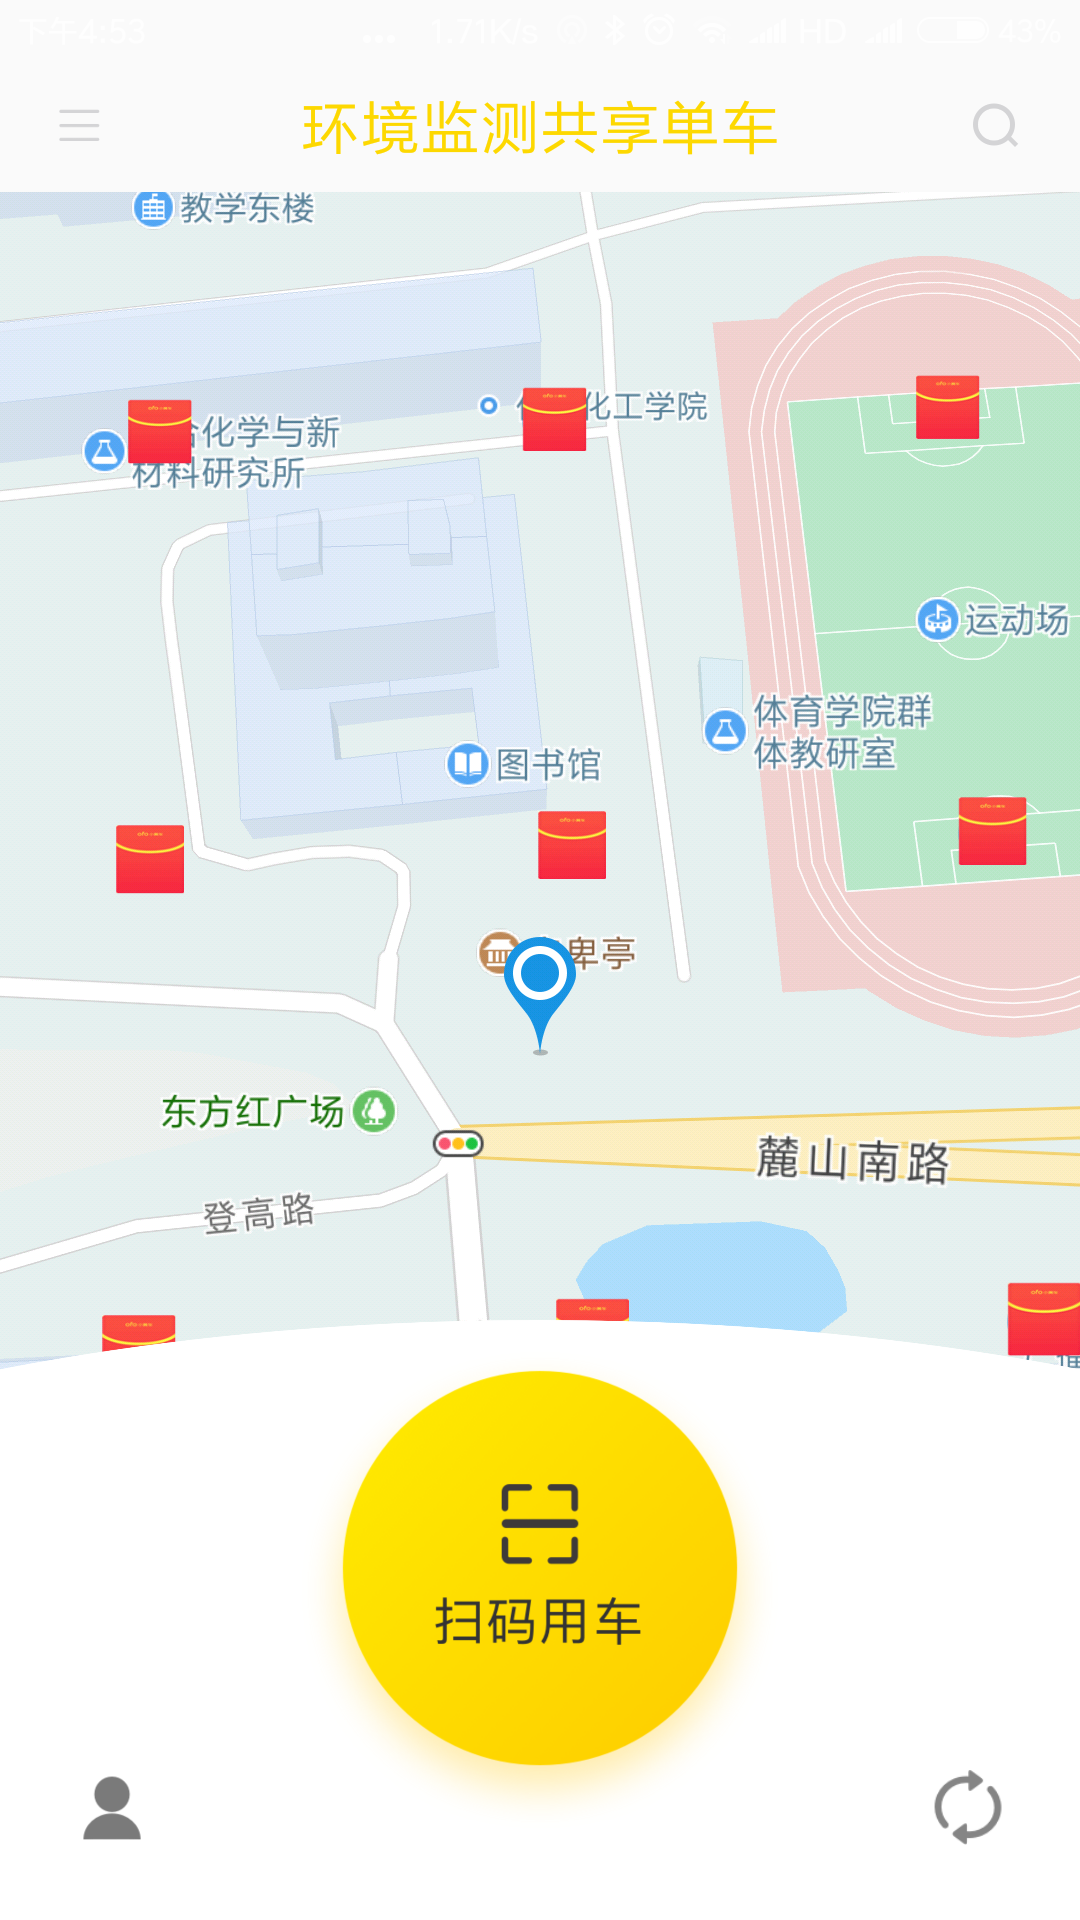 下午4:53 ... 1.71K/s HD 43%
环境监测共享单车
教学东楼
化工学院
合化学与新
材料研究所
运动场
体育学院群
体教研室
图书馆
卑亭
东方红广场
麓山南路
登高路
扫码用车